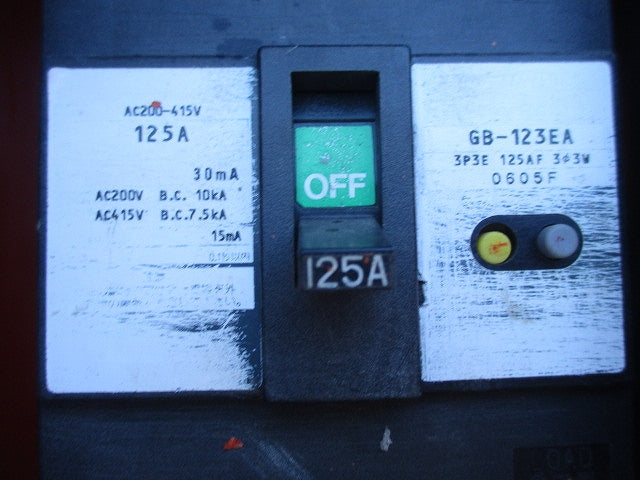 AC200-415V
125A
30mA
AC200V B.C. 10kA
AC415V B.C. 7.5kA
15mA
OFF
125A
GB-123EA
3P3E 125AF 3φ3W
0605F